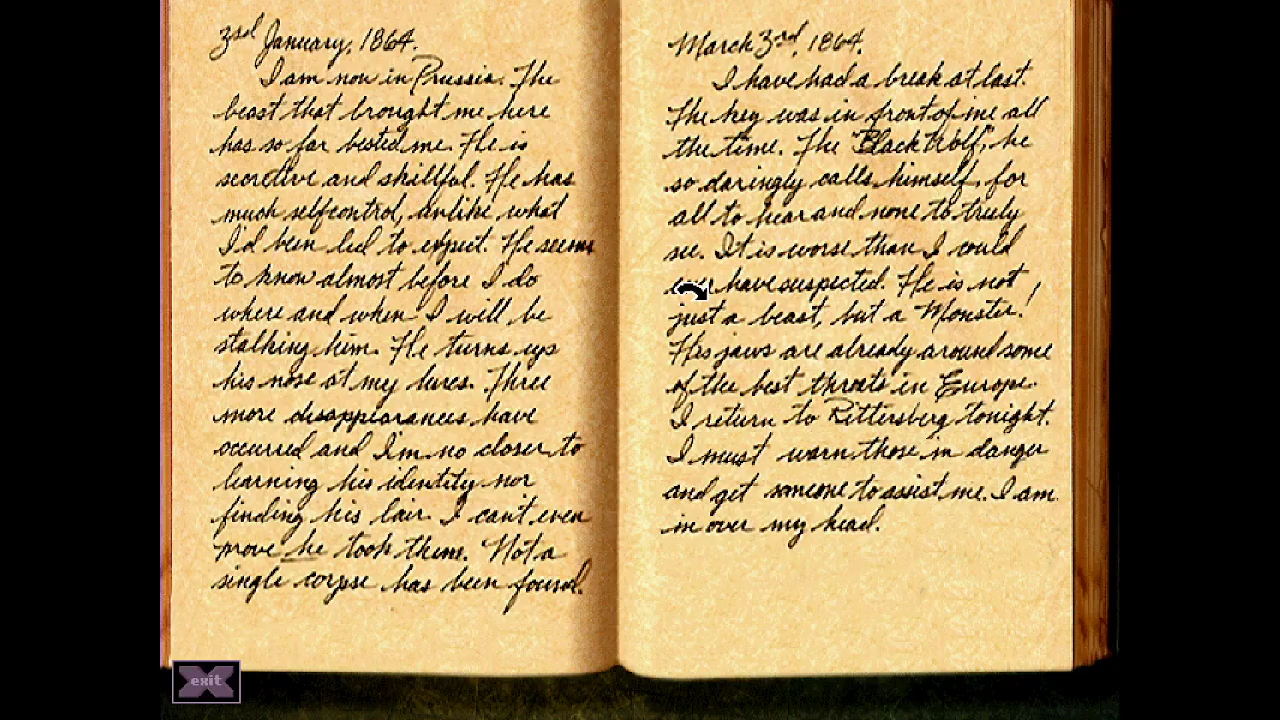 3rd January, 1864.
I am now in Prussia. The
beast that brought me here
has so far bested me. He is
secretive and skillful. He has
much selfcontrol, unlike what
I'd been led to expect. He seems
to know almost before I do
where and when I will be
stalking him. He turns up
his nose at my lures. Three
more disappearances have
occurred and I'm no closer to
learning his identity nor
finding his lair. I can't even
prove he took them. Not a
single corpse has been found.
March 3rd, 1864.
I have had a break at last.
The key was in front of me all
the time. The "Black Wolf", he
so daringly calls himself, for
all to hear and none to truly
see. It is worse than I could
have suspected. He is not
just a beast, but a Monster!
His jaws are already around some
of the best throats in Europe.
I return to Rittersberg tonight.
I must warn those in danger
and get someone to assist me. I am
in over my head.
exit